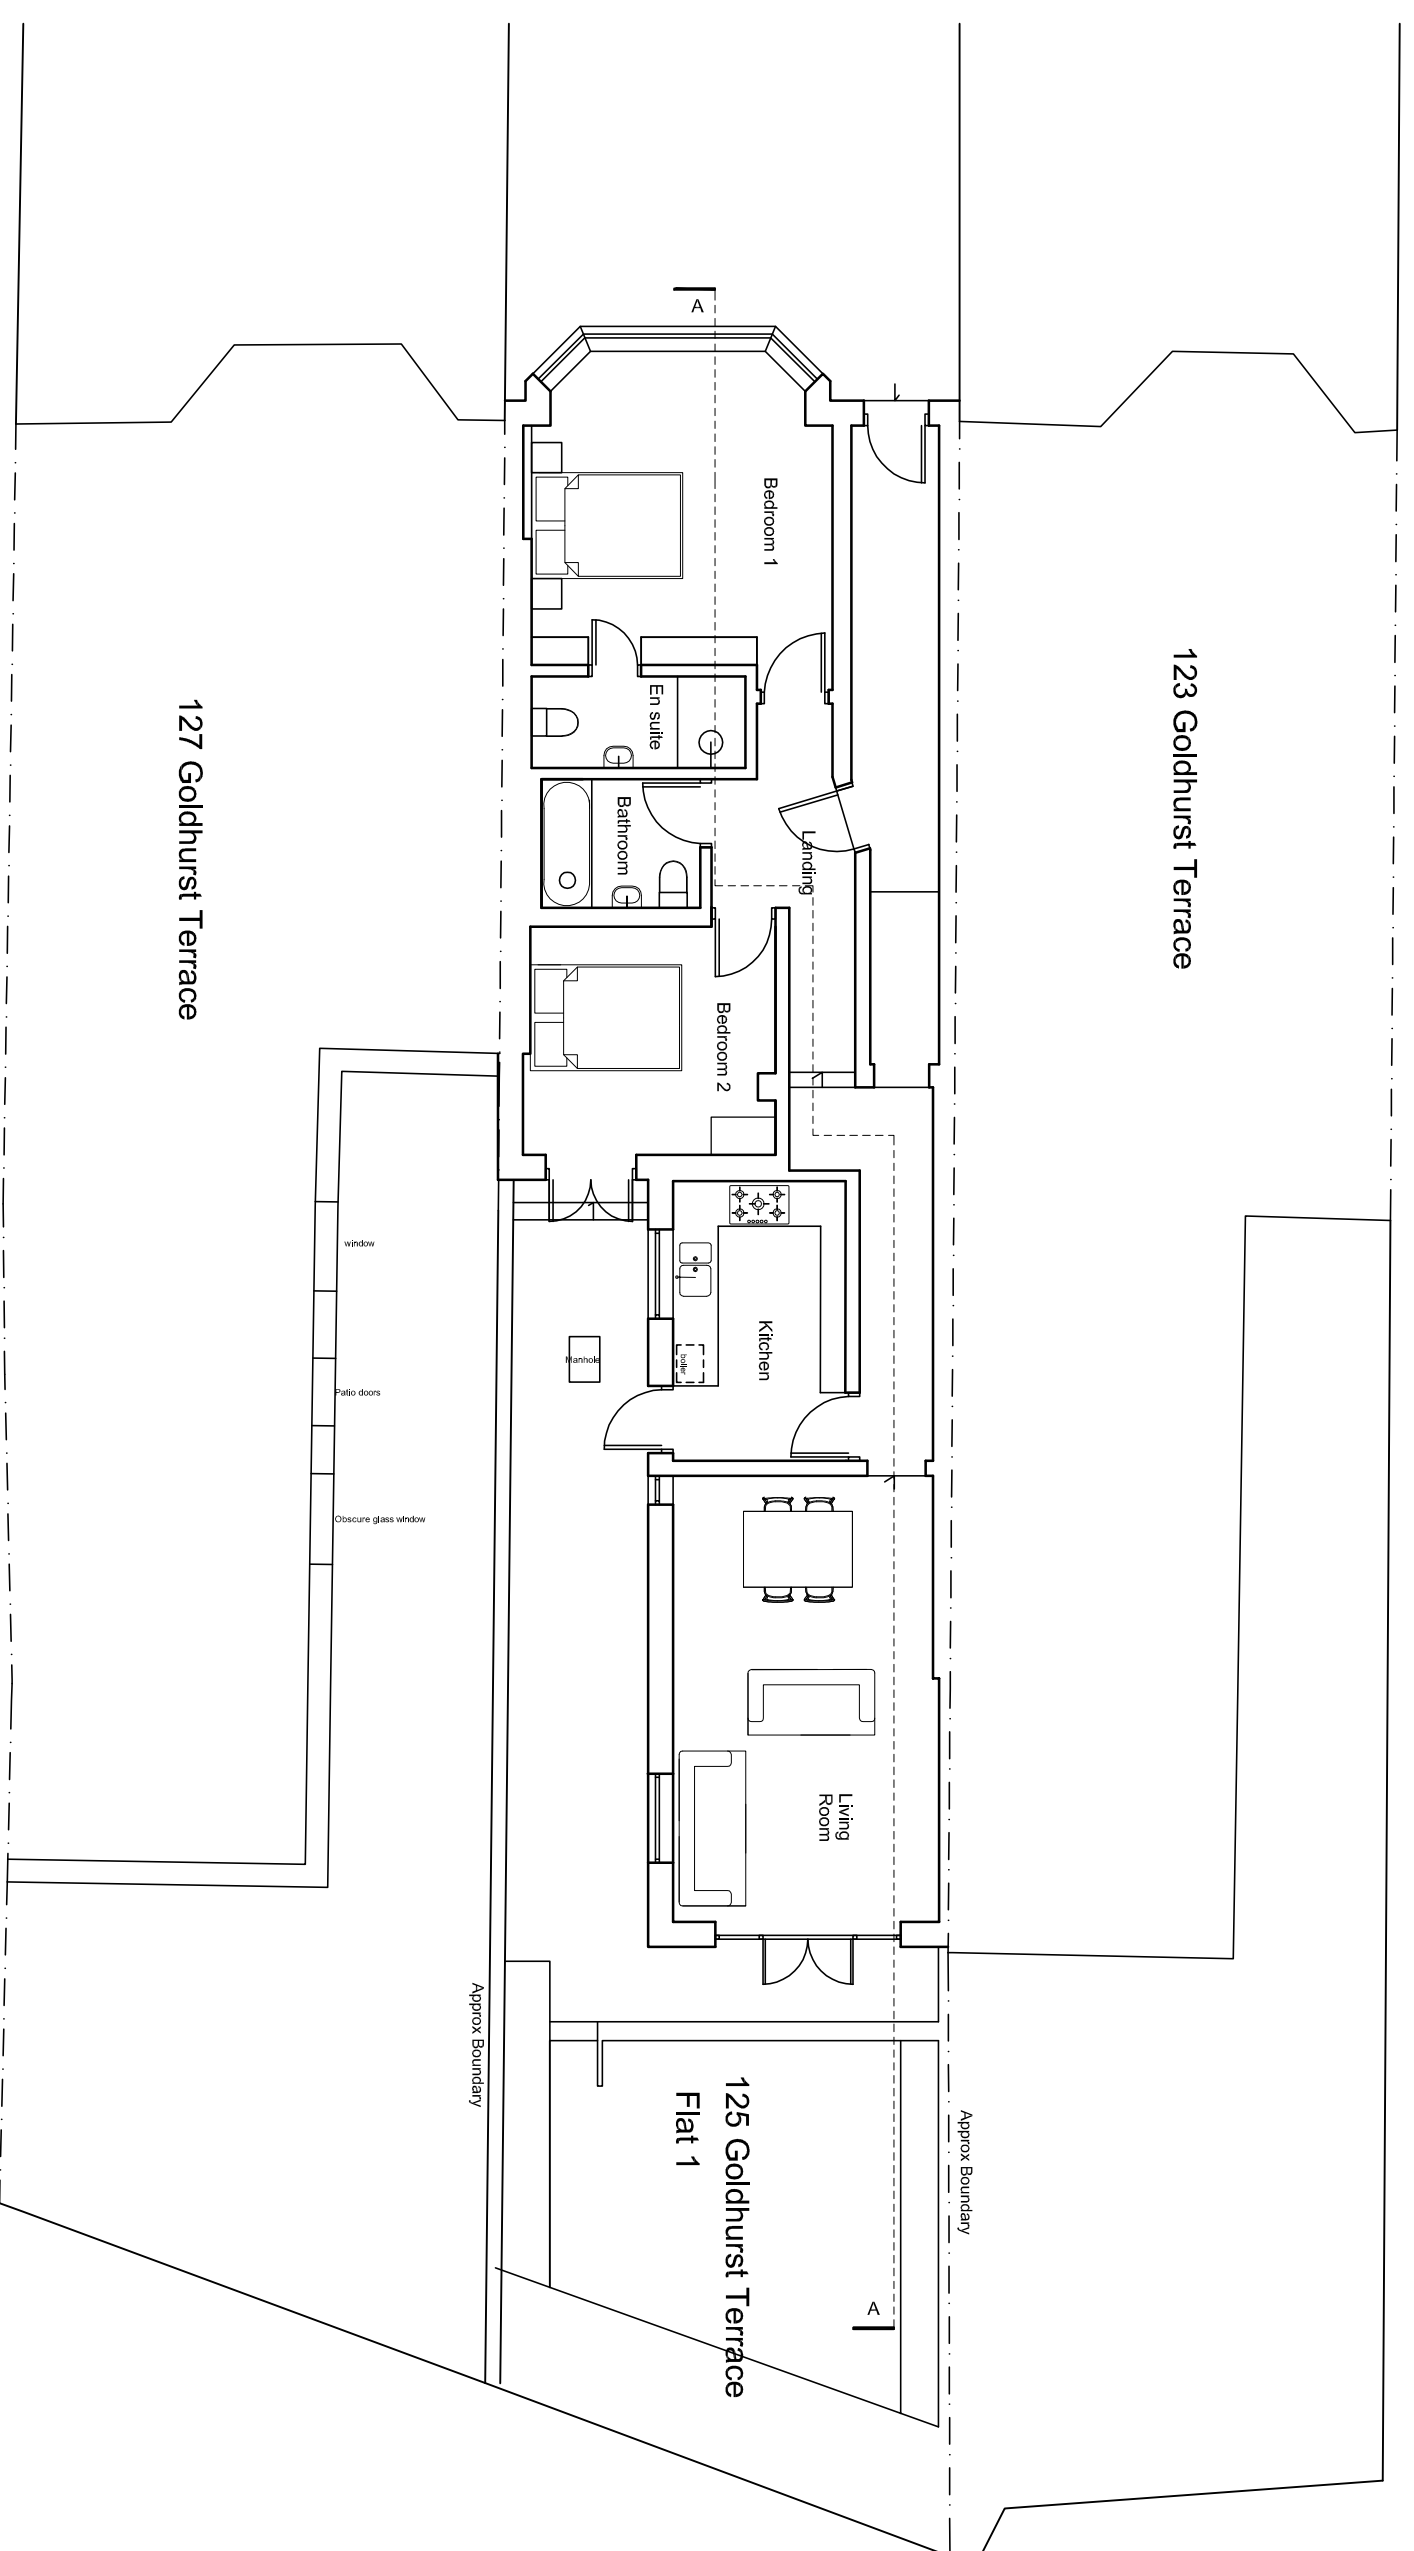 A
Bedroom 1
En suite
123 Goldhurst Terrace
127 Goldhurst Terrace
Bathroom
Landing
Bedroom 2
window
Kitchen
boiler
Manhole
Patio doors
Obscure glass window
Living
Room
Approx Boundary
125 Goldhurst Terrace
Flat 1
Approx Boundary
A